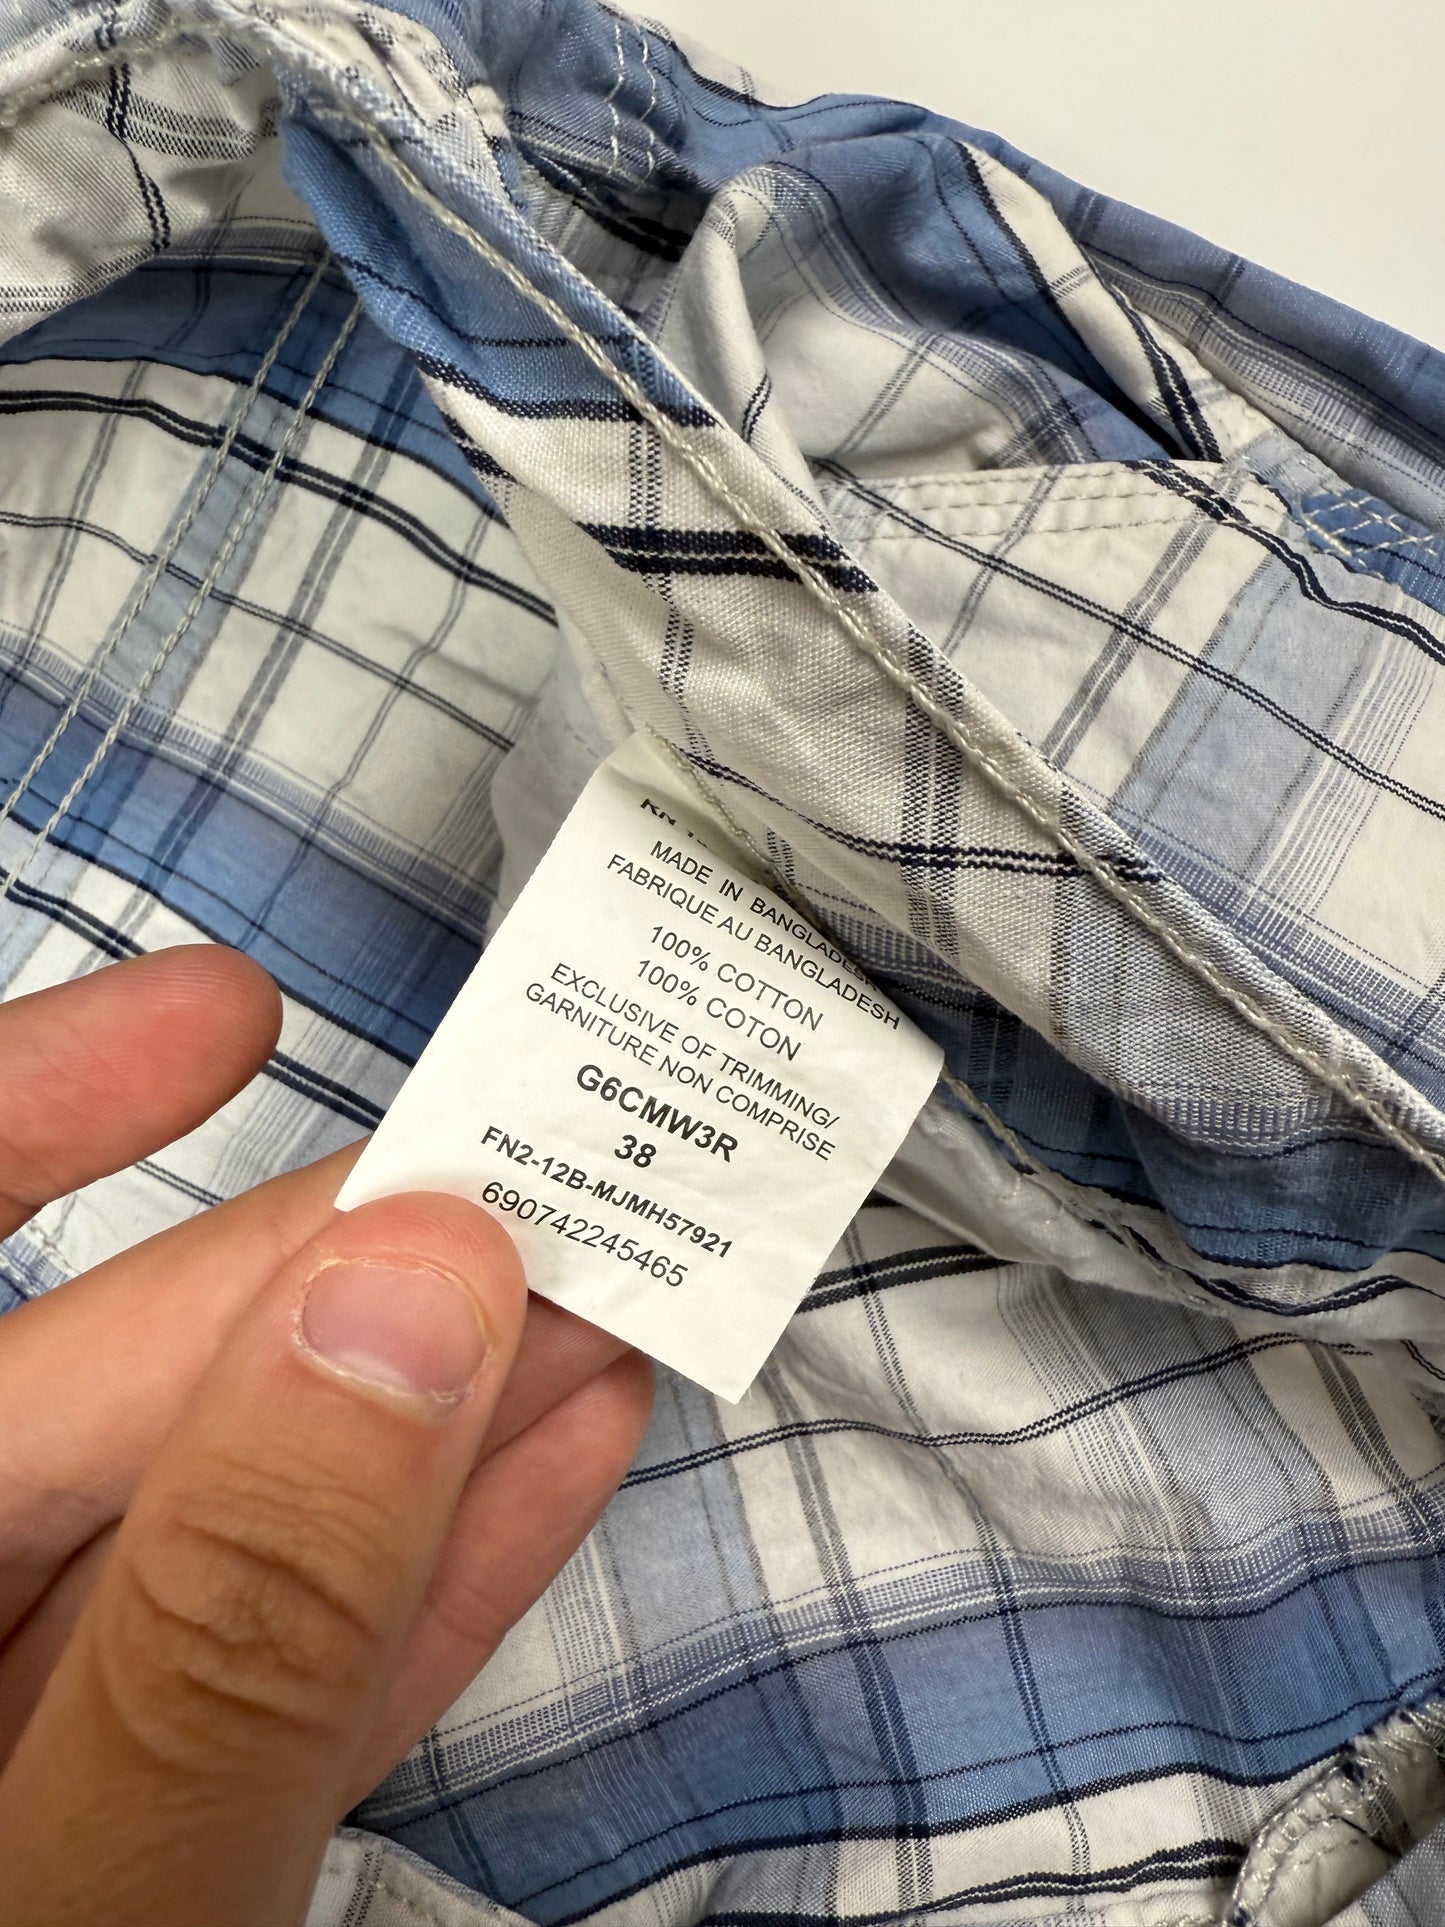 RN
MADE IN BANGLADESH
FABRIQUE AU BANGLADESH
100% COTTON
100% COTON
EXCLUSIVE OF TRIMMING/
GARNITURE NON COMPRISE
G6CMW3R
38
FN2-12B-MJMH57921
690742245465